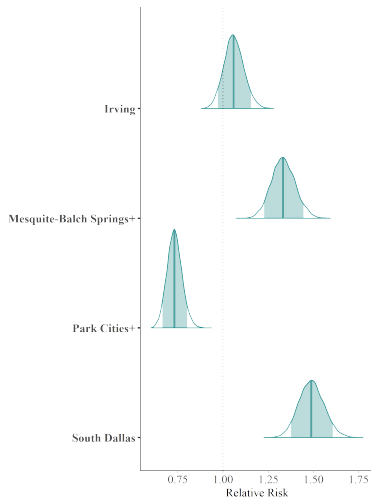 Irving
Mesquite-Balch Springs+
Park Cities+
South Dallas
0.75 1.00 1.25 1.50 1.75
Relative Risk